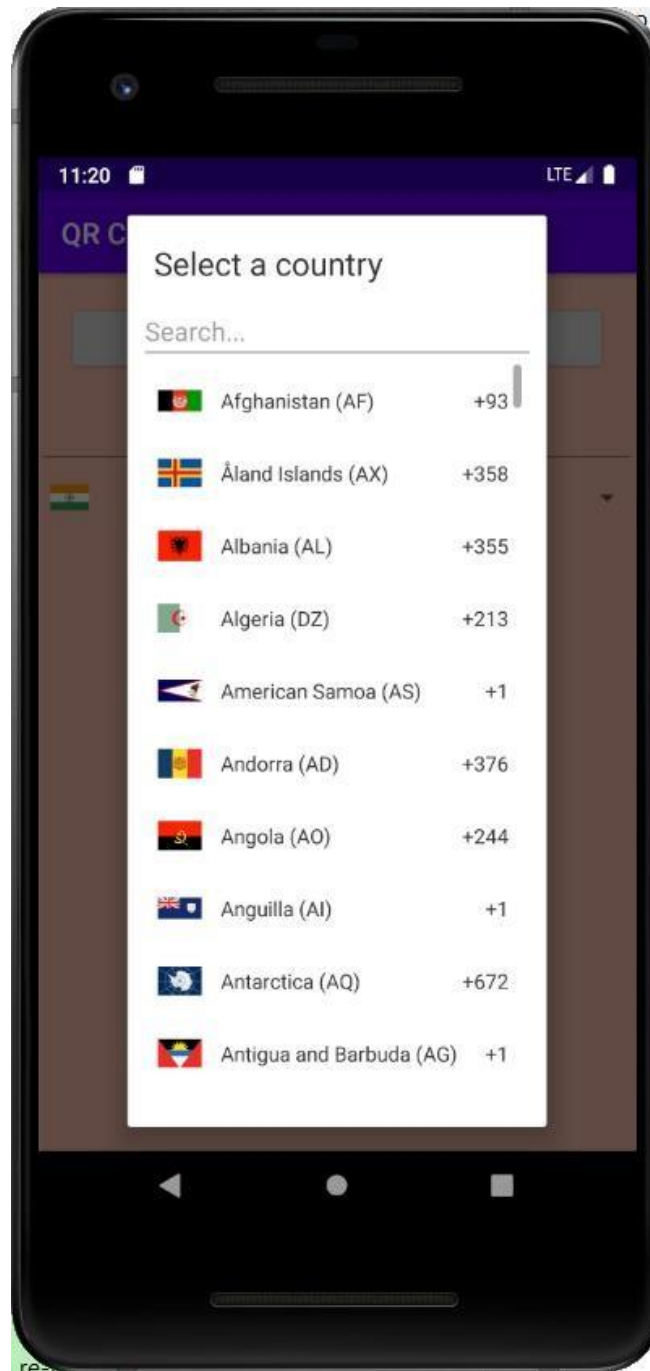 11:20
LTE
QR C
Select a country
Search...
Afghanistan (AF) +93
Åland Islands (AX) +358
Albania (AL) +355
Algeria (DZ) +213
American Samoa (AS) +1
Andorra (AD) +376
Angola (AO) +244
Anguilla (AI) +1
Antarctica (AQ) +672
Antigua and Barbuda (AG) +1